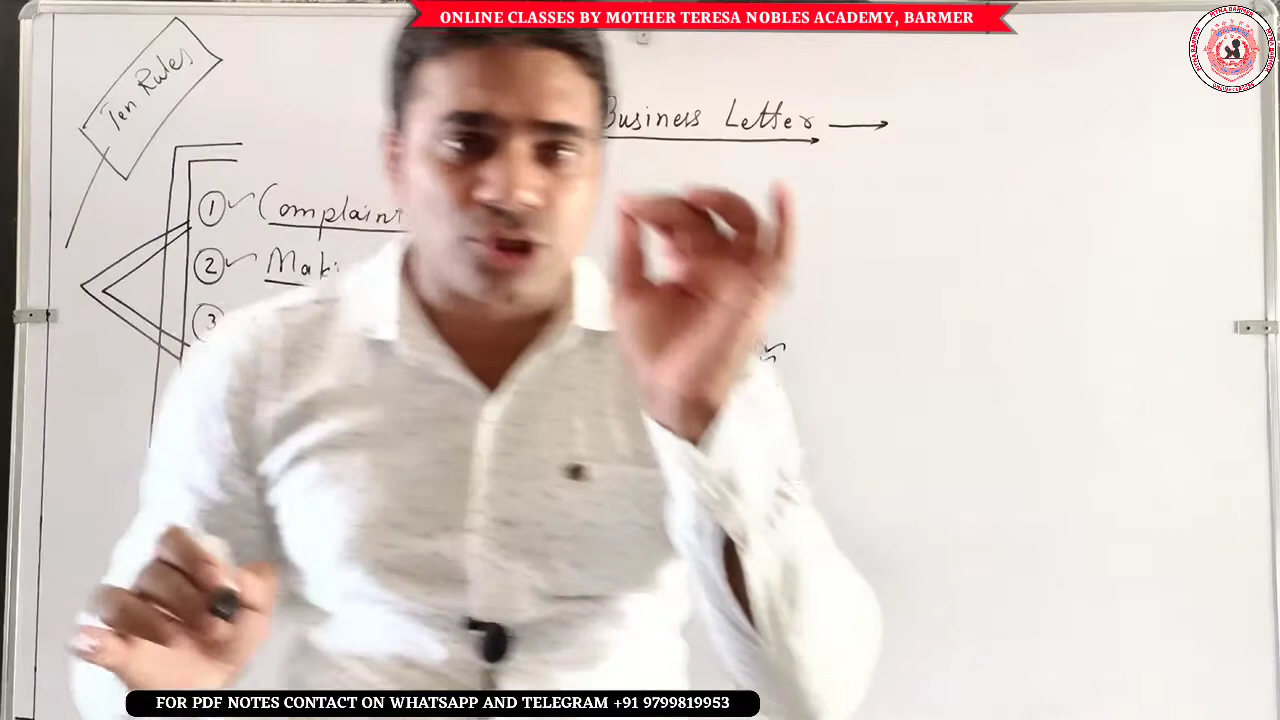 ONLINE CLASSES BY MOTHER TERESA NOBLES ACADEMY, BARMER
Ten Rules
Business Letter
1 Complaint
2
3
FOR PDF NOTES CONTACT ON WHATSAPP AND TELEGRAM +91 9799819953